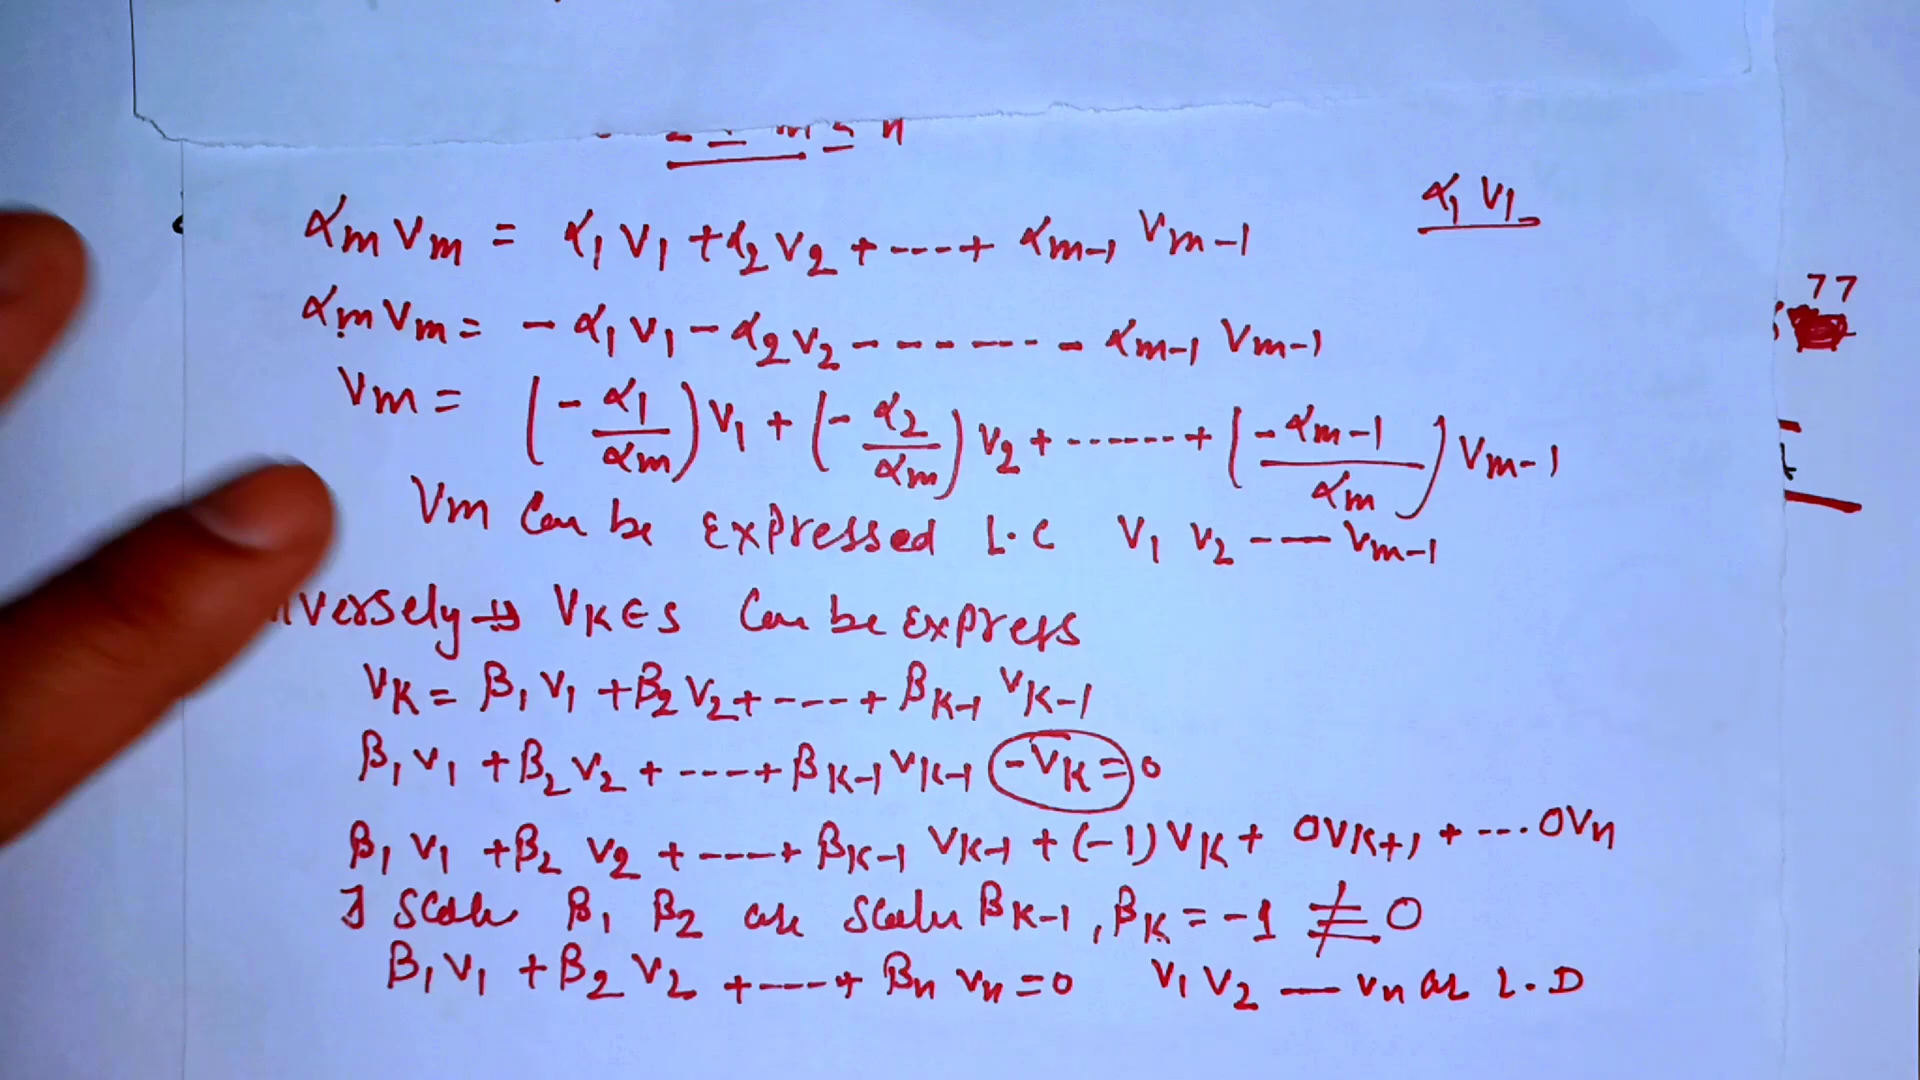 2 ≤ m ≤ n
α1 V1
αm Vm = α1 V1 + α2 V2 + ---- + αm-1 Vm-1
77
αm Vm = - α1 V1 - α2 V2 - - - - - - - - αm-1 Vm-1
Vm = (- α1/αm) V1 + (- α2/αm) V2 + ------ + (- αm-1/αm) Vm-1
Vm Can be Expressed L.C V1 V2 --- Vm-1
nversely → VK ∈ S Can be Express
VK = β1 V1 + β2 V2 + ---- + βK-1 VK-1
β1 V1 + β2 V2 + ---- + βK-1 VK-1 - VK = 0
β1 V1 + β2 V2 + ---- + βK-1 VK-1 + (-1) VK + 0VK+1 + --- 0Vn
∃ Scale β1 β2 are Scalar βK-1, βK = -1 ≠ 0
β1 V1 + β2 V2 + ---- + βn Vn = 0 V1 V2 --- Vn are L.D